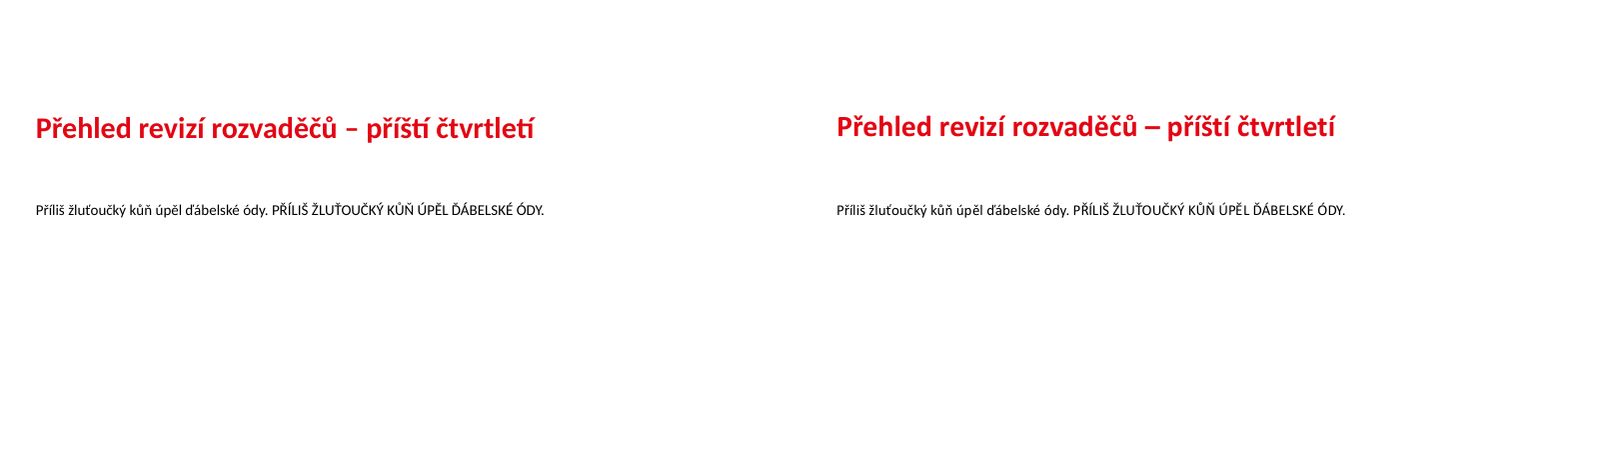 Přehled revizí rozvaděčů – příští čtvrtletí
Příliš žluťoučký kůň úpěl ďábelské ódy. PŘÍLIŠ ŽLUŤOUČKÝ KŮŇ ÚPĚL ĎÁBELSKÉ ÓDY.
Přehled revizí rozvaděčů – příští čtvrtletí
Příliš žluťoučký kůň úpěl ďábelské ódy. PŘÍLIŠ ŽLUŤOUČKÝ KŮŇ ÚPĚL ĎÁBELSKÉ ÓDY.